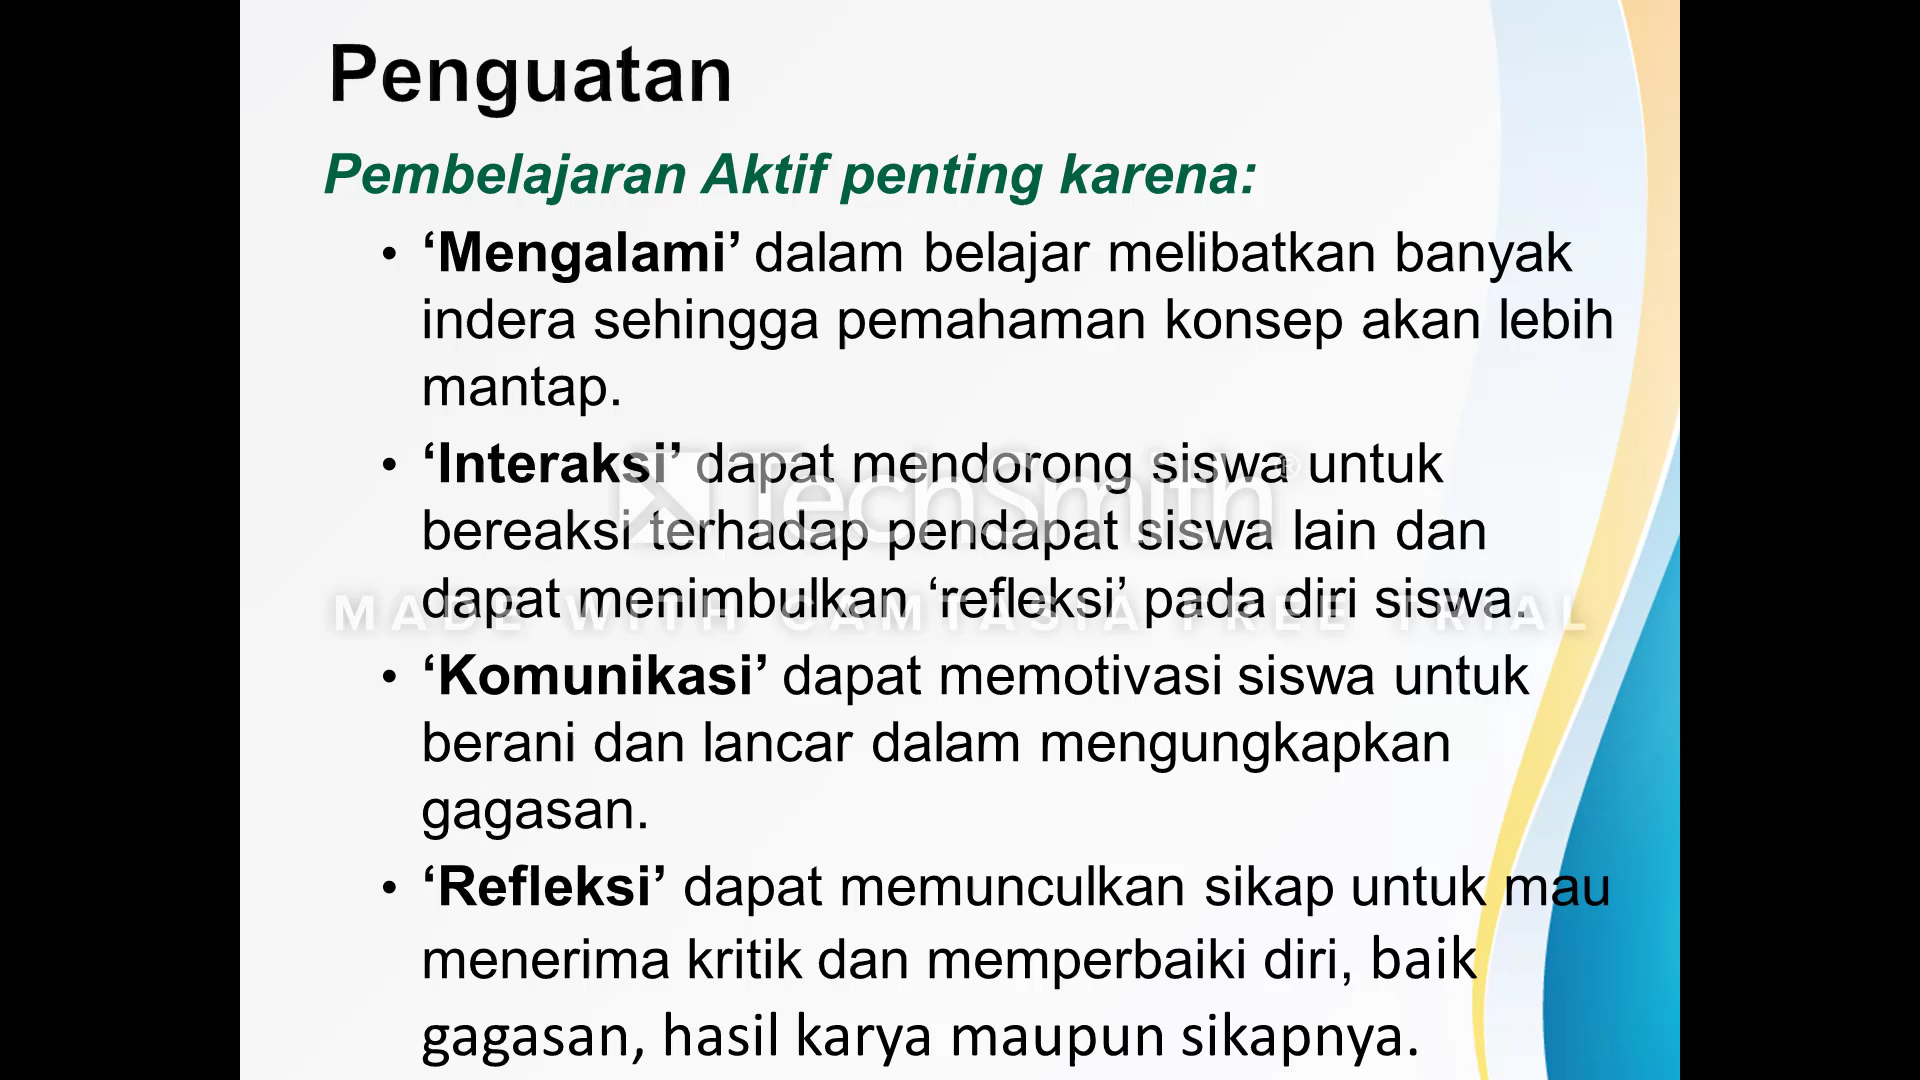 Penguatan
Pembelajaran Aktif penting karena:
• ‘Mengalami’ dalam belajar melibatkan banyak
indera sehingga pemahaman konsep akan lebih
mantap.
• ‘Interaksi’ dapat mendorong siswa untuk
bereaksi terhadap pendapat siswa lain dan
dapat menimbulkan ‘refleksi’ pada diri siswa.
• ‘Komunikasi’ dapat memotivasi siswa untuk
berani dan lancar dalam mengungkapkan
gagasan.
• ‘Refleksi’ dapat memunculkan sikap untuk mau
menerima kritik dan memperbaiki diri, baik
gagasan, hasil karya maupun sikapnya.
TechSmith®
MADE WITH CAMTASIA FREE TRIAL